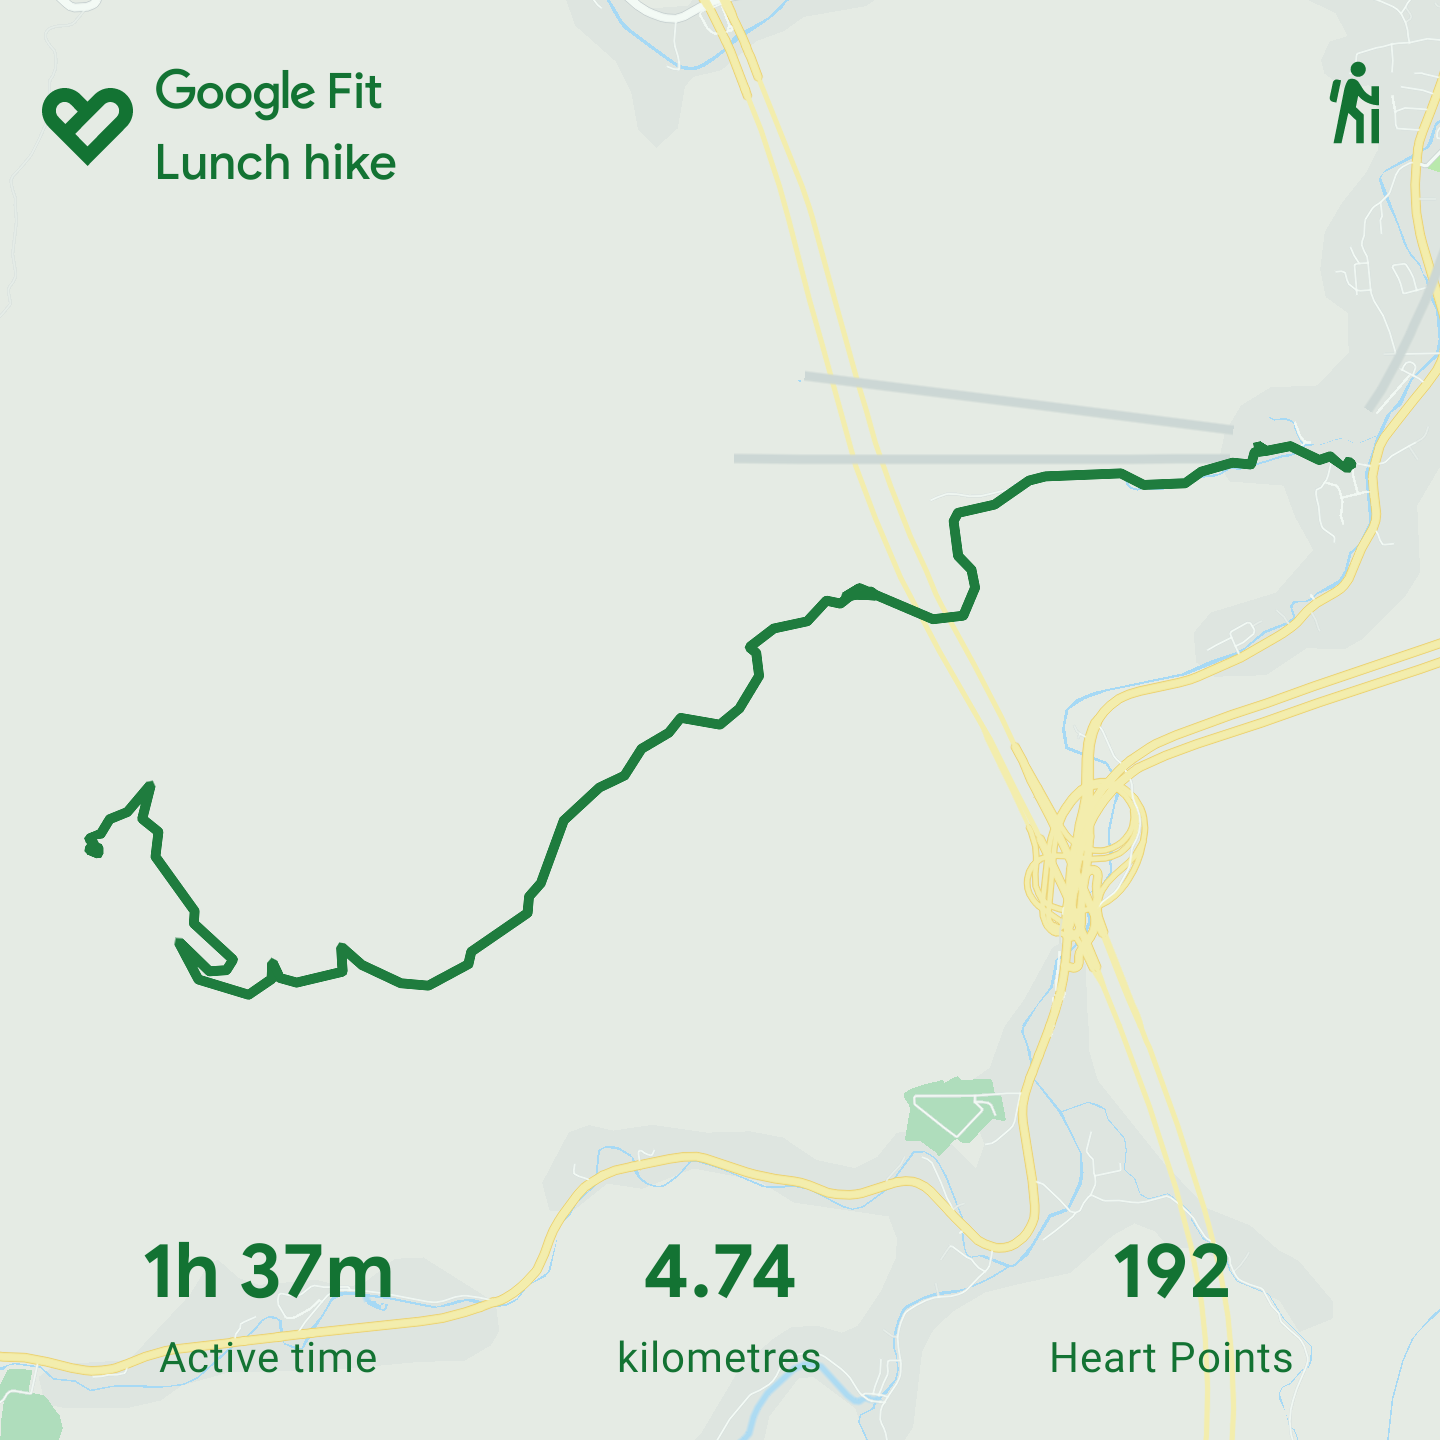 Google Fit
Lunch hike
1h 37m
Active time
4.74
kilometres
192
Heart Points